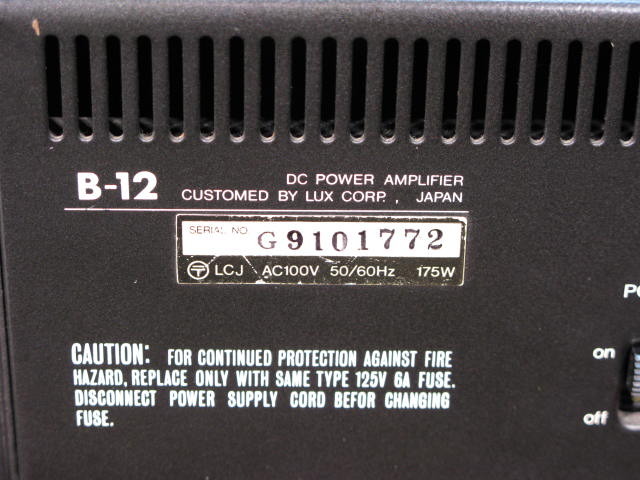 B-12
DC POWER AMPLIFIER
CUSTOMED BY LUX CORP., JAPAN
SERIAL NO. G9101772
T LCJ AC100V 50/60Hz 175W
PO
on
off
CAUTION: FOR CONTINUED PROTECTION AGAINST FIRE
HAZARD, REPLACE ONLY WITH SAME TYPE 125V 6A FUSE.
DISCONNECT POWER SUPPLY CORD BEFOR CHANGING
FUSE.